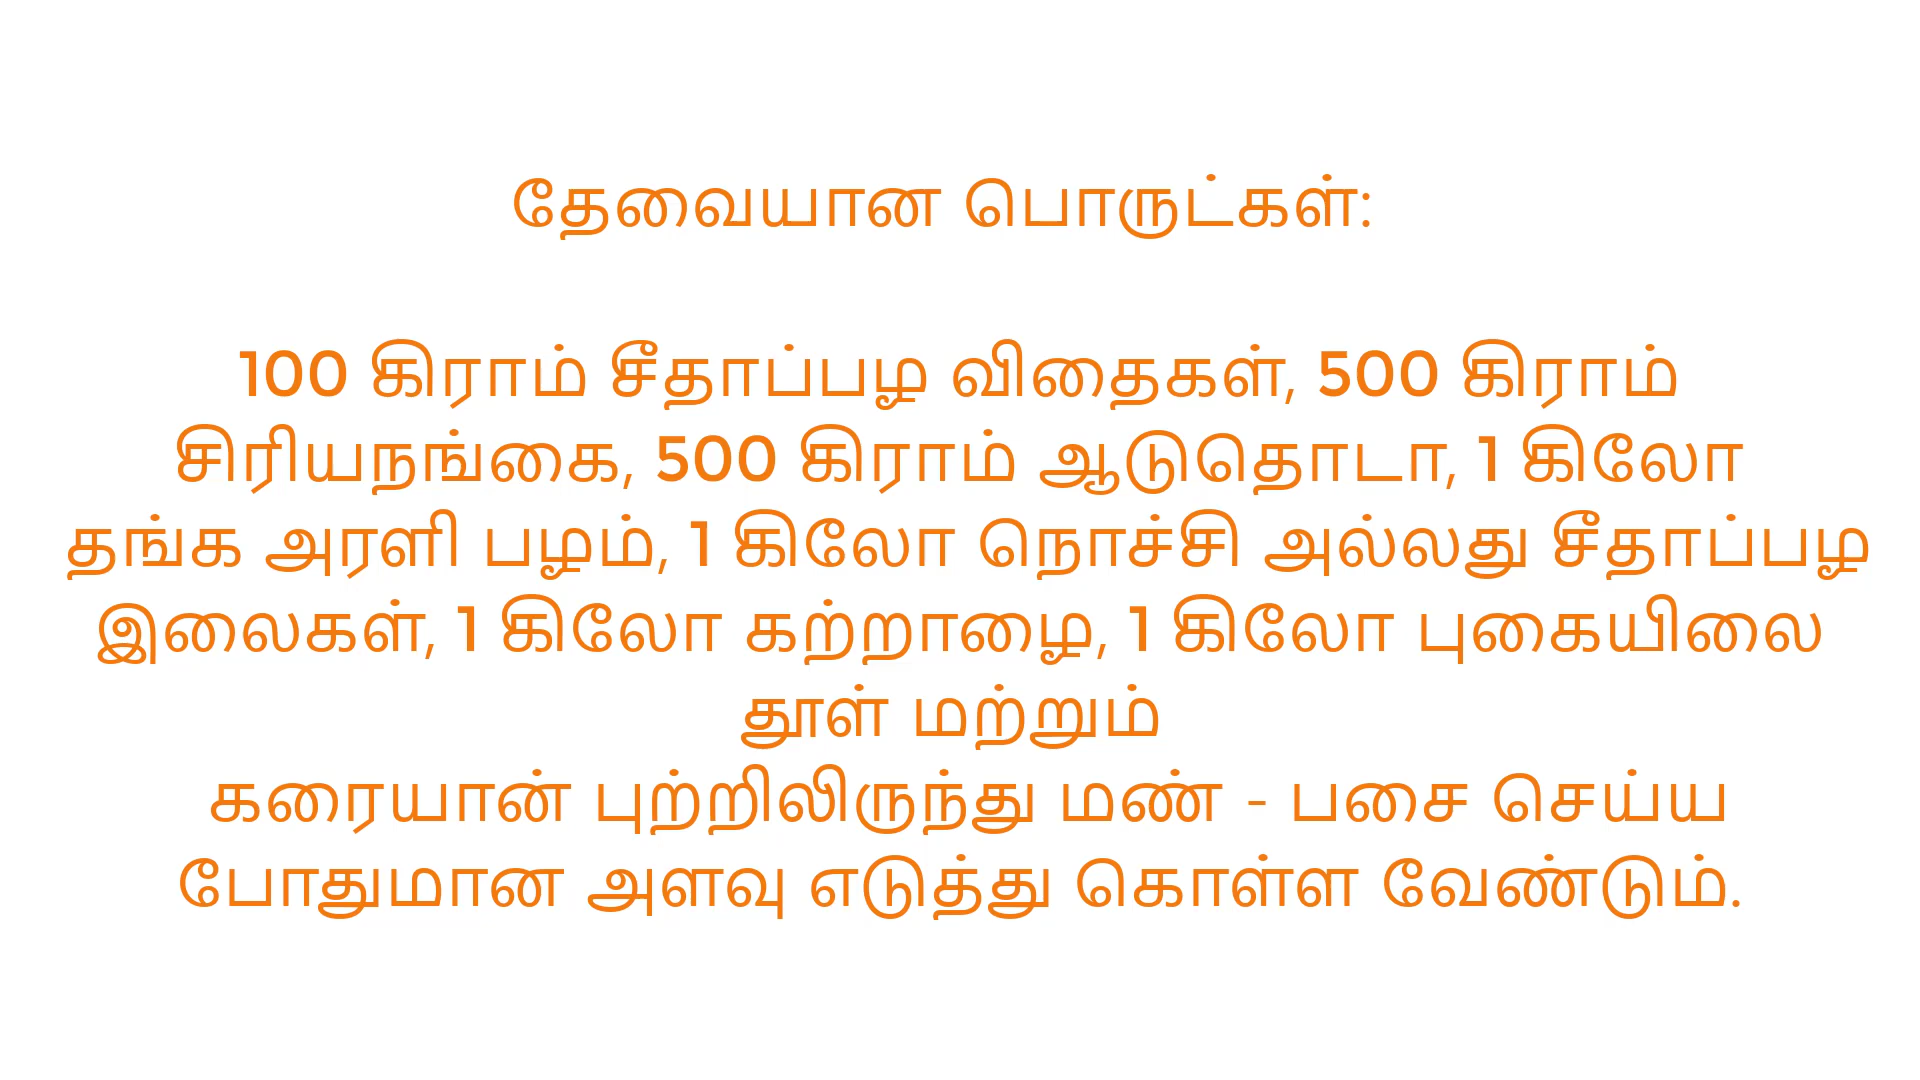 தேவையான பொருட்கள்:
100 கிராம் சீதாப்பழ விதைகள், 500 கிராம்
சிரியநங்கை, 500 கிராம் ஆடுதொடா, 1 கிலோ
தங்க அரளி பழம், 1 கிலோ நொச்சி அல்லது சீதாப்பழ
இலைகள், 1 கிலோ கற்றாழை, 1 கிலோ புகையிலை
தூள் மற்றும்
கரையான் புற்றிலிருந்து மண் - பசை செய்ய
போதுமான அளவு எடுத்து கொள்ள வேண்டும்.